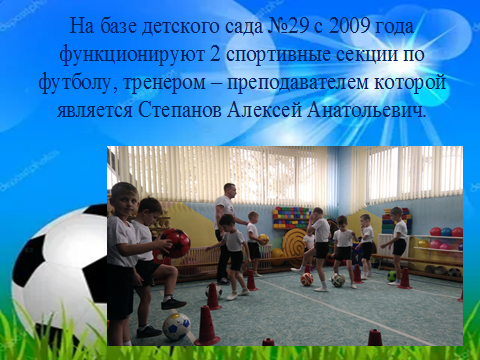 На базе детского сада №29 с 2009 года
функционируют 2 спортивные секции по
футболу, тренером – преподавателем которой
является Степанов Алексей Анатольевич.